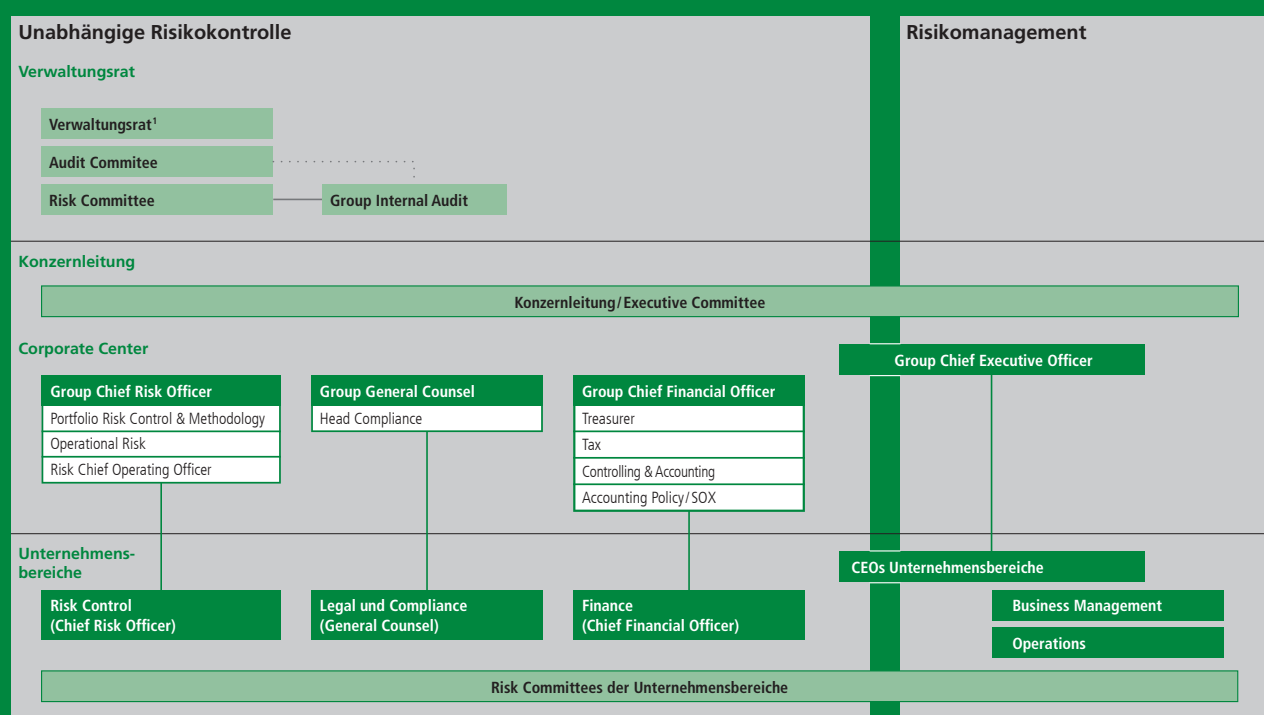 Unabhängige Risikokontrolle
Risikomanagement
Verwaltungsrat
Verwaltungsrat¹
Audit Commitee
Risk Committee
Group Internal Audit
Konzernleitung
Konzernleitung/Executive Committee
Corporate Center
Group Chief Executive Officer
Group Chief Risk Officer
Portfolio Risk Control & Methodology
Operational Risk
Risk Chief Operating Officer
Group General Counsel
Head Compliance
Group Chief Financial Officer
Treasurer
Tax
Controlling & Accounting
Accounting Policy/SOX
Unternehmens-
bereiche
CEOs Unternehmensbereiche
Risk Control
(Chief Risk Officer)
Legal und Compliance
(General Counsel)
Finance
(Chief Financial Officer)
Business Management
Operations
Risk Committees der Unternehmensbereiche